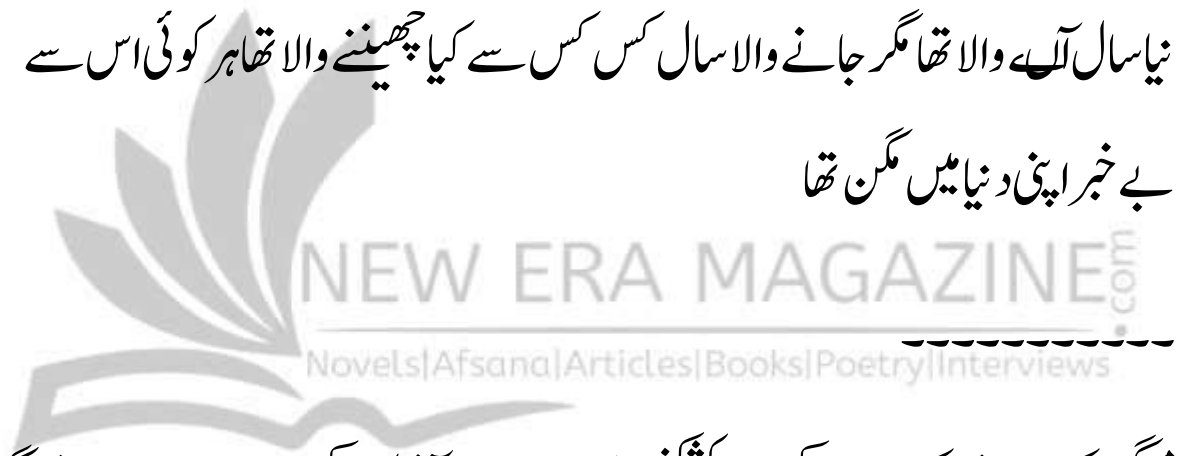 نیا سال آنے والا تھا مگر جانے والا سال کس کس سے کیا چھیننے والا تھا ہر کوئی اس سے
بے خبر اپنی دنیا میں مگن تھا
NEW ERA MAGAZINE.com
Novels|Afsana|Articles|Books|Poetry|Interviews
-----------